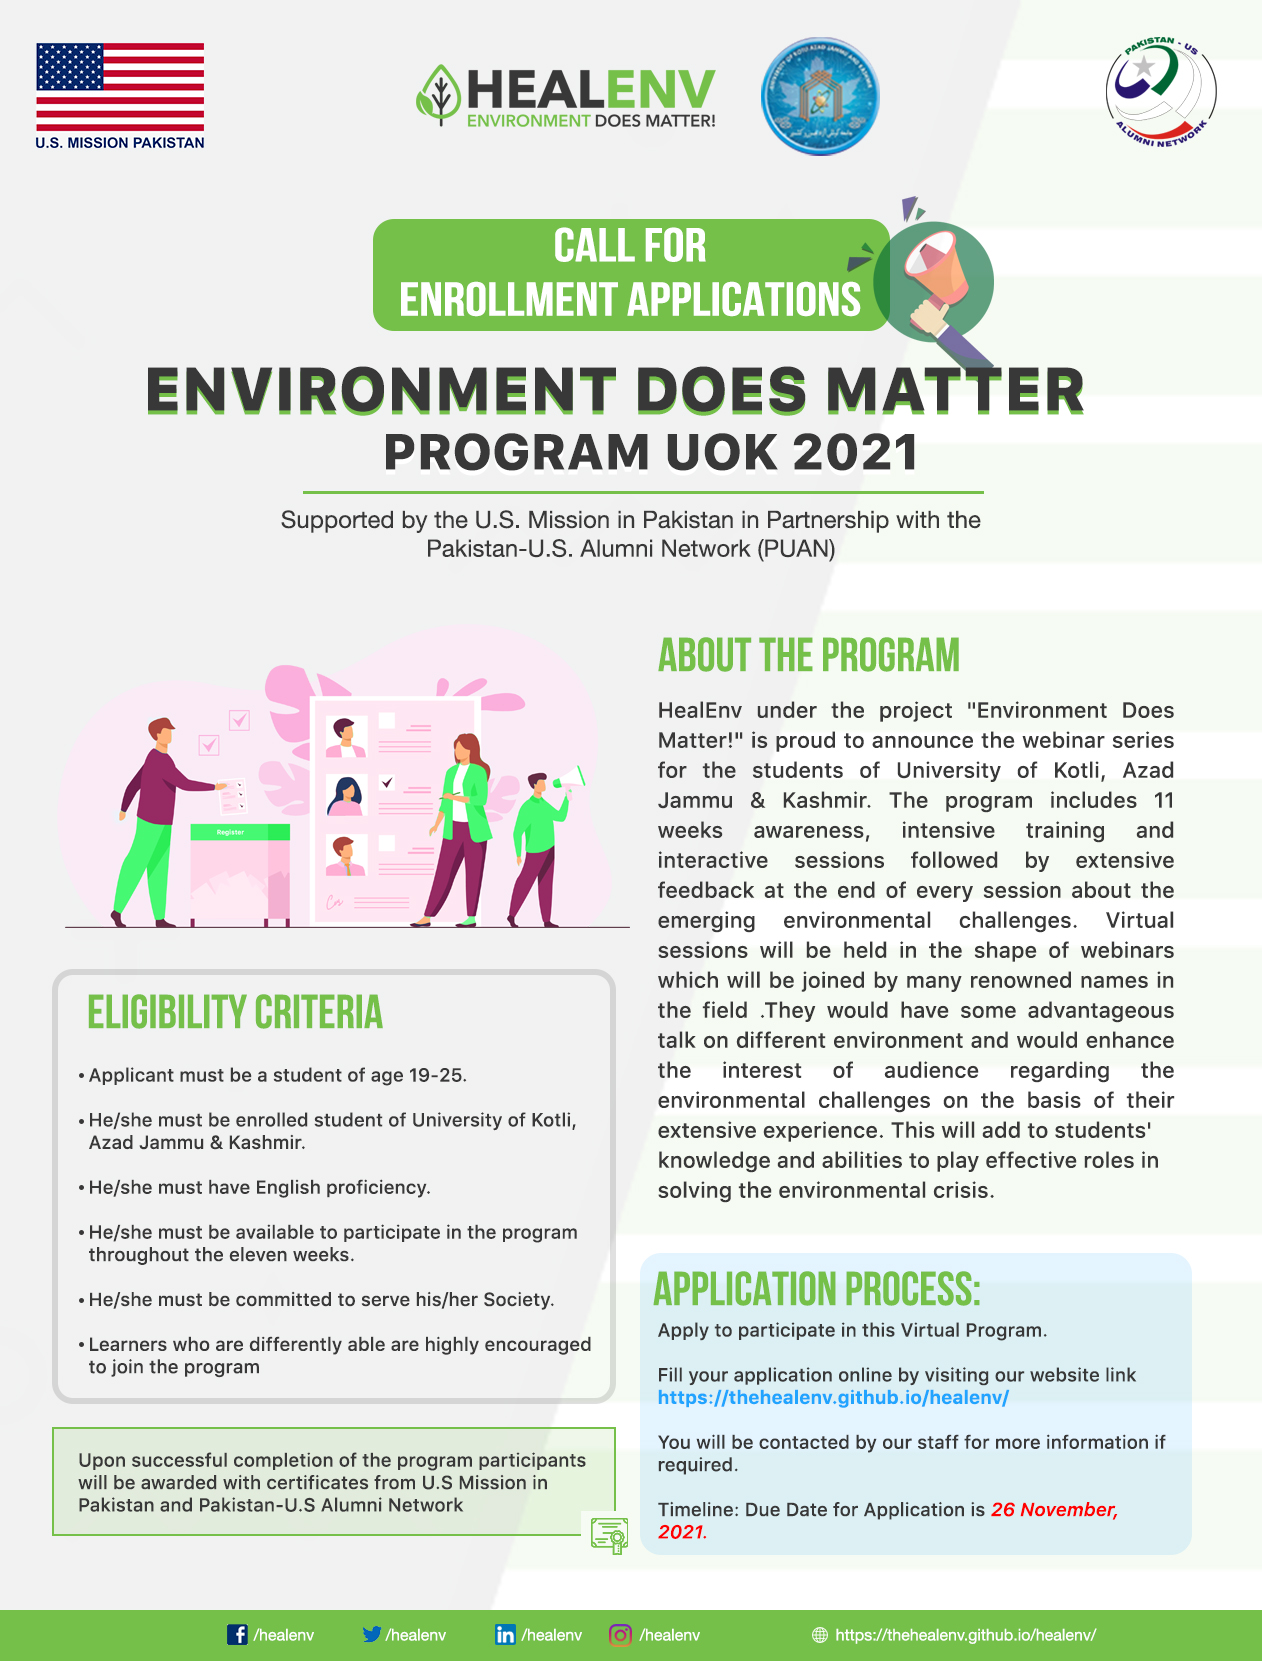 U.S. MISSION PAKISTAN
HEALENV
ENVIRONMENT DOES MATTER!
UNIVERSITY OF KOTLI AZAD JAMMU AND KASHMIR
PAKISTAN - US
ALUMNI NETWORK
CALL FOR
ENROLLMENT APPLICATIONS
ENVIRONMENT DOES MATTER
PROGRAM UOK 2021
Supported by the U.S. Mission in Pakistan in Partnership with the
Pakistan-U.S. Alumni Network (PUAN)
Register
ABOUT THE PROGRAM
HealEnv under the project "Environment Does
Matter!" is proud to announce the webinar series
for the students of University of Kotli, Azad
Jammu & Kashmir. The program includes 11
weeks awareness, intensive training and
interactive sessions followed by extensive
feedback at the end of every session about the
emerging environmental challenges. Virtual
sessions will be held in the shape of webinars
which will be joined by many renowned names in
the field .They would have some advantageous
talk on different environment and would enhance
the interest of audience regarding the
environmental challenges on the basis of their
extensive experience. This will add to students'
knowledge and abilities to play effective roles in
solving the environmental crisis.
ELIGIBILITY CRITERIA
• Applicant must be a student of age 19-25.
• He/she must be enrolled student of University of Kotli,
Azad Jammu & Kashmir.
• He/she must have English proficiency.
• He/she must be available to participate in the program
throughout the eleven weeks.
• He/she must be committed to serve his/her Society.
• Learners who are differently able are highly encouraged
to join the program
Upon successful completion of the program participants
will be awarded with certificates from U.S Mission in
Pakistan and Pakistan-U.S Alumni Network
APPLICATION PROCESS:
Apply to participate in this Virtual Program.
Fill your application online by visiting our website link
https://thehealenv.github.io/healenv/
You will be contacted by our staff for more information if
required.
Timeline: Due Date for Application is 26 November,
2021.
/healenv
/healenv
/healenv
/healenv
https://thehealenv.github.io/healenv/